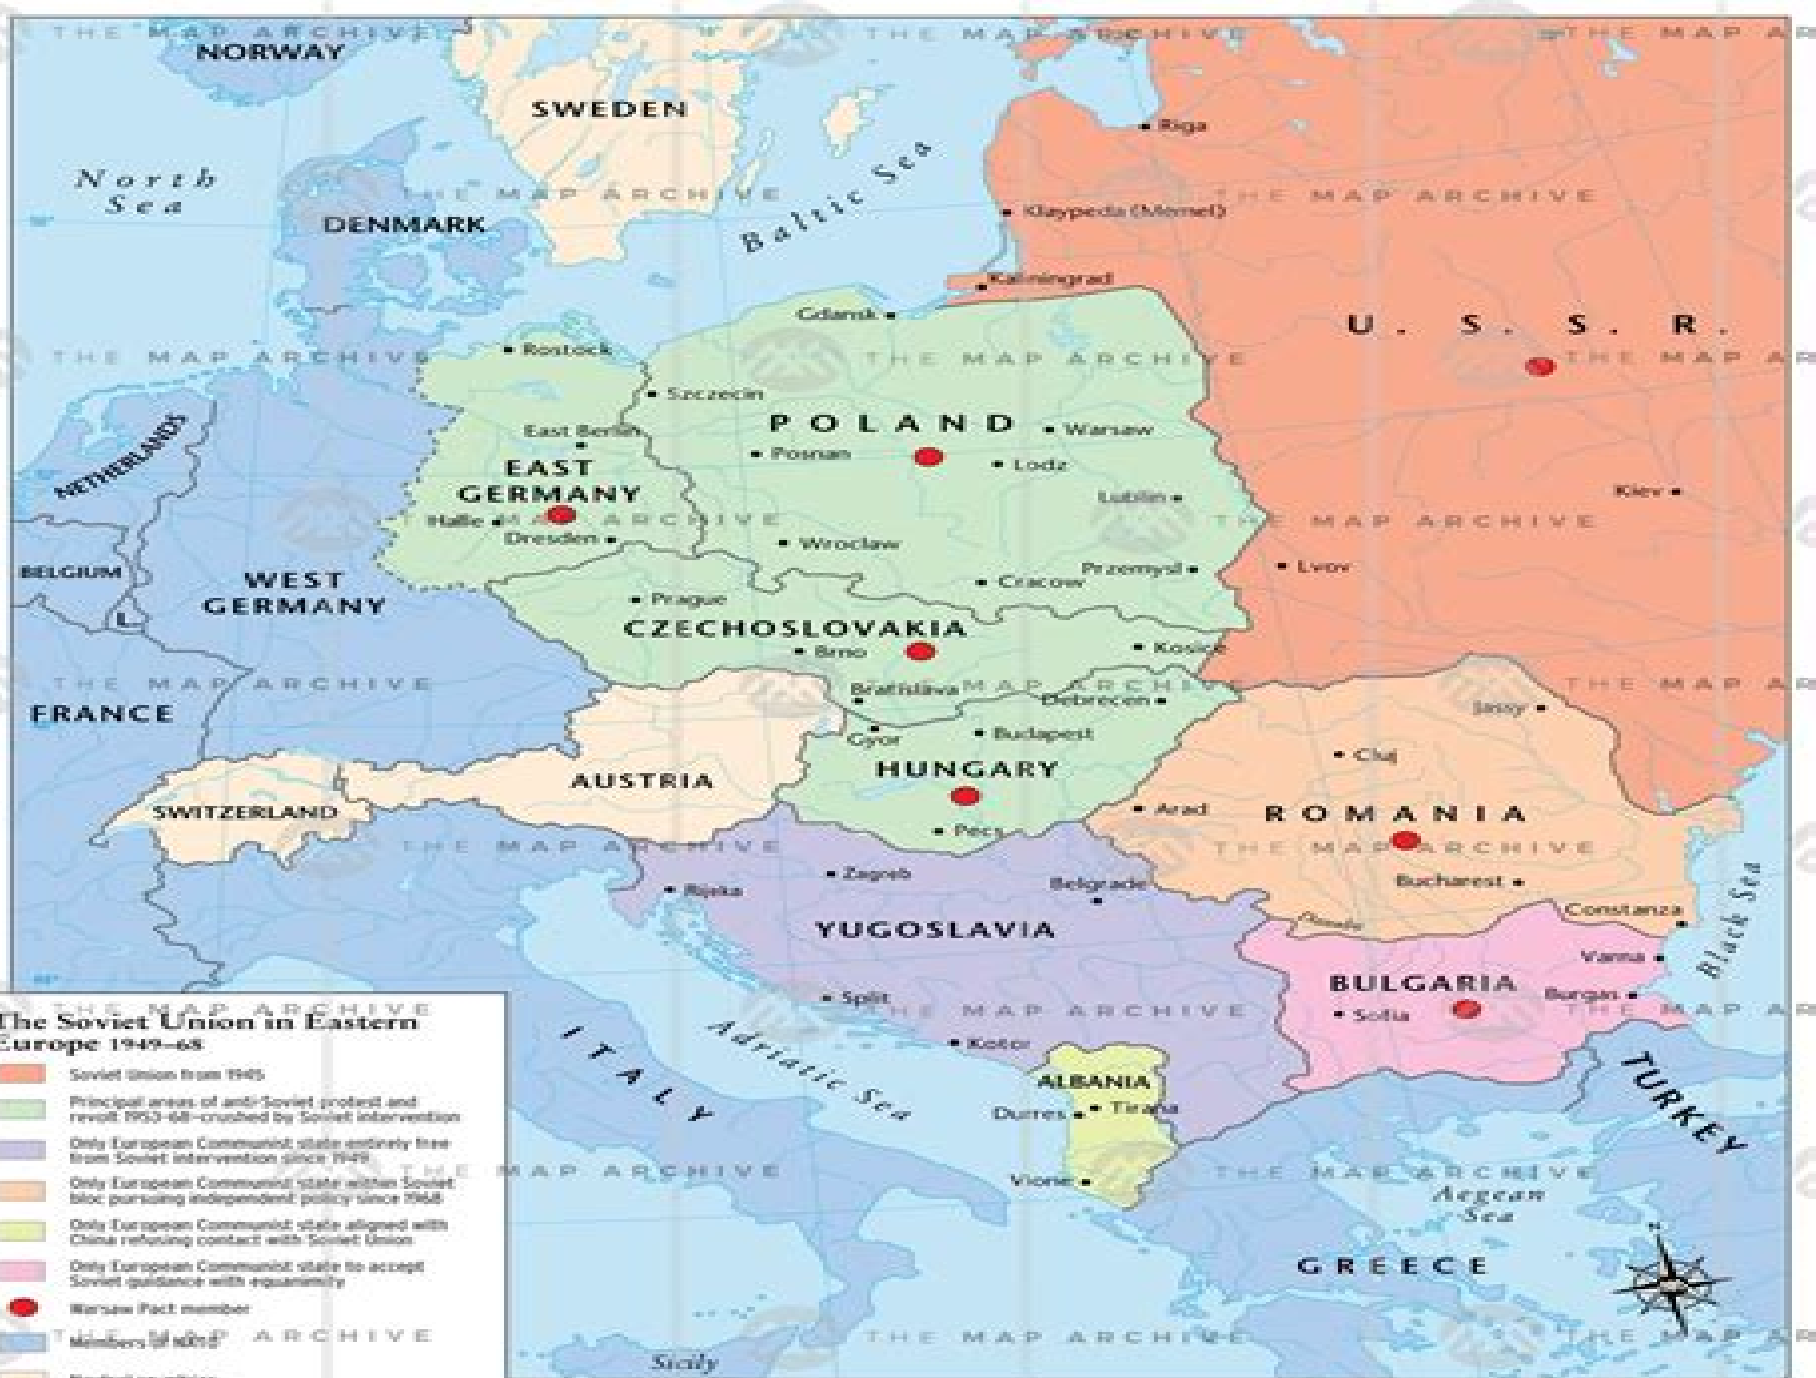 THE MAP ARCHIVE
NORWAY
SWEDEN
Riga
North
Sea
Baltic Sea
DENMARK
Klaypeda (Memel)
Kaliningrad
Gdansk
U. S. S. R.
Rostock
Szczecin
NETHERLANDS
East Berlin
POLAND
Warsaw
Posnan
Lodz
EAST
GERMANY
Lublin
Kiev
Halle
Dresden
Wroclaw
BELGIUM
WEST
GERMANY
L.
Cracow
Przemysl
Lvov
Prague
CZECHOSLOVAKIA
Brno
Kosice
Bratislava
Debrecen
FRANCE
Jassy
Gyor
Budapest
Cluj
HUNGARY
AUSTRIA
SWITZERLAND
Arad
ROMANIA
Pecs
Zagreb
Rijeka
Belgrade
Bucharest
Constanza
Danube
YUGOSLAVIA
Black Sea
Varna
BULGARIA
Burgas
Sofia
Split
ITALY
Adriatic Sea
Kotor
ALBANIA
Durres
Tirana
TURKEY
Vlone
Aegean
Sea
GREECE
Sicily
The Soviet Union in Eastern
Europe 1949–68
Soviet Union from 1945
Principal areas of anti-Soviet protest and
revolt 1953-68–crushed by Soviet intervention
Only European Communist state entirely free
from Soviet intervention since 1949
Only European Communist state within Soviet
bloc pursuing independent policy since 1968
Only European Communist state aligned with
China refusing contact with Soviet Union
Only European Communist state to accept
Soviet guidance with equanimity
Warsaw Pact member
Members Of NATO